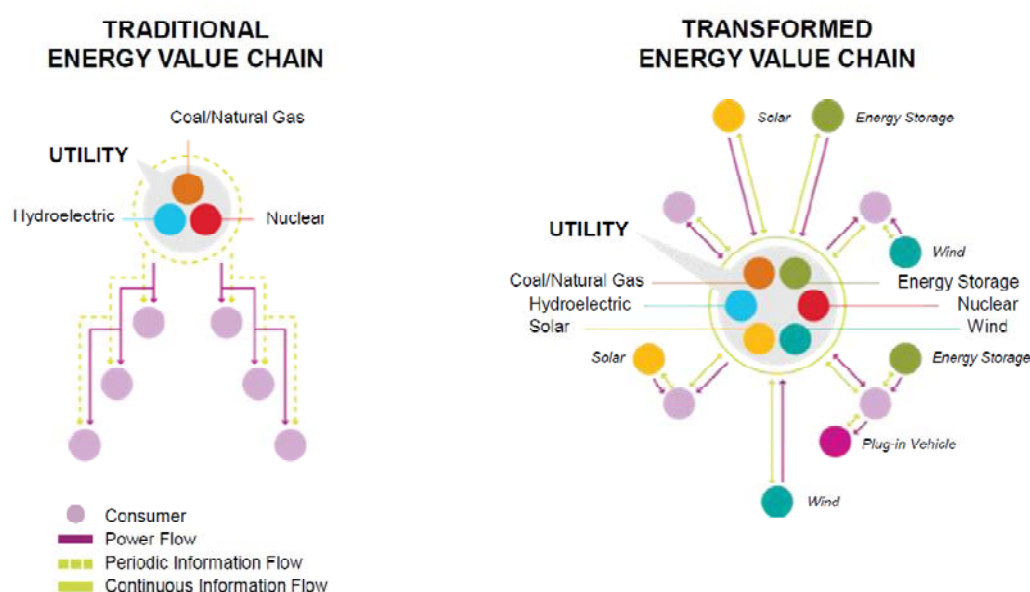 TRADITIONAL
ENERGY VALUE CHAIN
Coal/Natural Gas
UTILITY
Hydroelectric
Nuclear
Consumer
Power Flow
Periodic Information Flow
Continuous Information Flow
TRANSFORMED
ENERGY VALUE CHAIN
Solar
Energy Storage
UTILITY
Wind
Coal/Natural Gas
Energy Storage
Hydroelectric
Nuclear
Solar
Wind
Solar
Energy Storage
Plug-in Vehicle
Wind